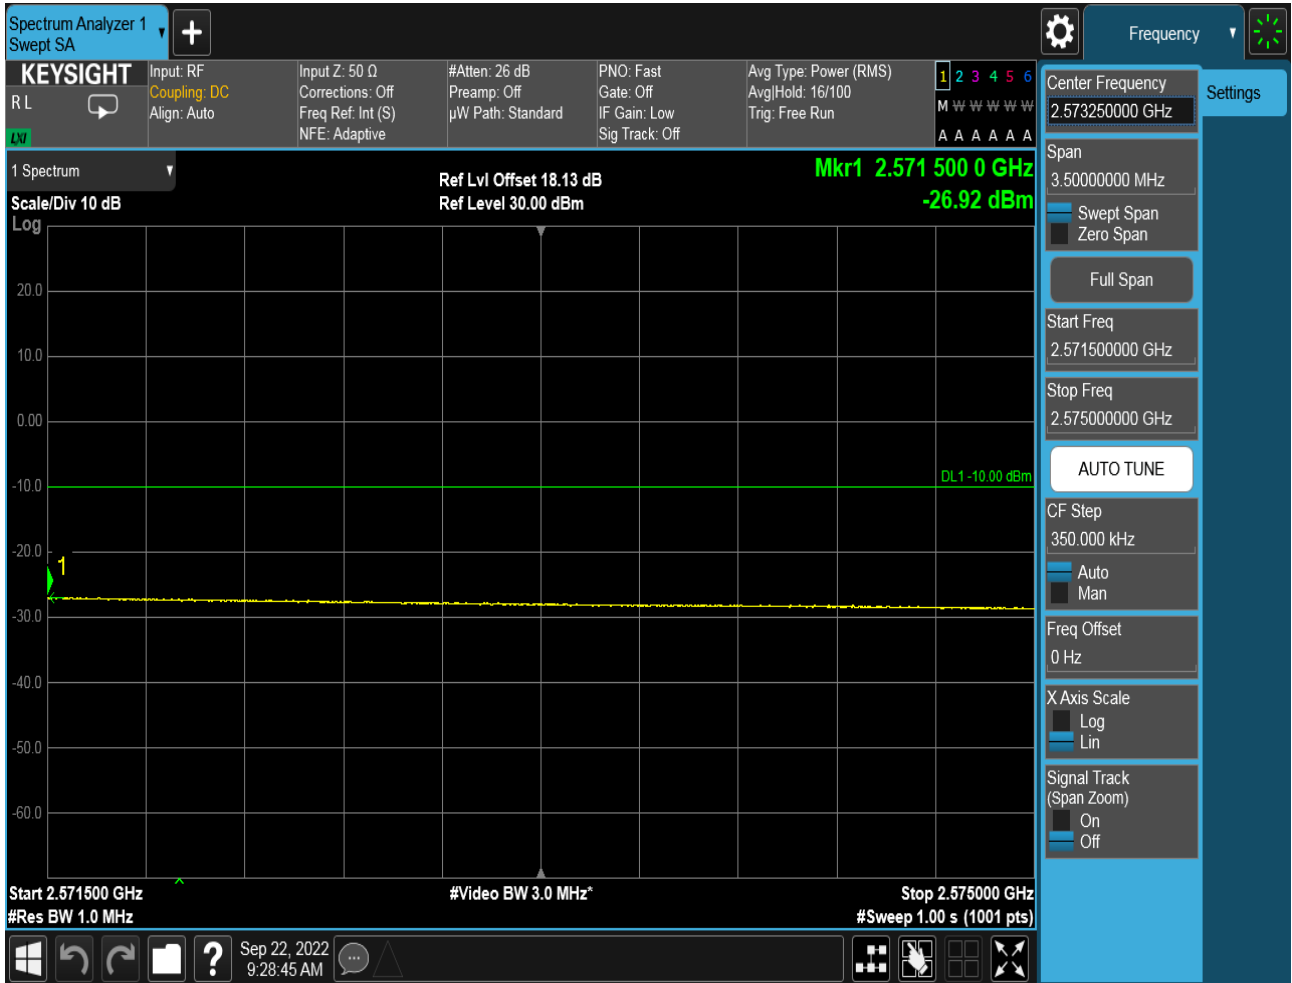 Spectrum Analyzer 1
Swept SA
Frequency
KEYSIGHT
R L
LXI
Input: RF
Coupling: DC
Align: Auto
Input Z: 50 Ω
Corrections: Off
Freq Ref: Int (S)
NFE: Adaptive
#Atten: 26 dB
Preamp: Off
µW Path: Standard
PNO: Fast
Gate: Off
IF Gain: Low
Sig Track: Off
Avg Type: Power (RMS)
Avg|Hold: 16/100
Trig: Free Run
1 2 3 4 5 6
M W W W W W
A A A A A A
1 Spectrum
Scale/Div 10 dB
Log
Ref Lvl Offset 18.13 dB
Ref Level 30.00 dBm
Mkr1 2.571 500 0 GHz
-26.92 dBm
20.0
10.0
0.00
-10.0
-20.0
-30.0
-40.0
-50.0
-60.0
DL1 -10.00 dBm
1
Start 2.571500 GHz
#Res BW 1.0 MHz
#Video BW 3.0 MHz*
Stop 2.575000 GHz
#Sweep 1.00 s (1001 pts)
Center Frequency
2.573250000 GHz
Span
3.50000000 MHz
Swept Span
Zero Span
Full Span
Start Freq
2.571500000 GHz
Stop Freq
2.575000000 GHz
AUTO TUNE
CF Step
350.000 kHz
Auto
Man
Freq Offset
0 Hz
X Axis Scale
Log
Lin
Signal Track
(Span Zoom)
On
Off
Settings
?
Sep 22, 2022
9:28:45 AM